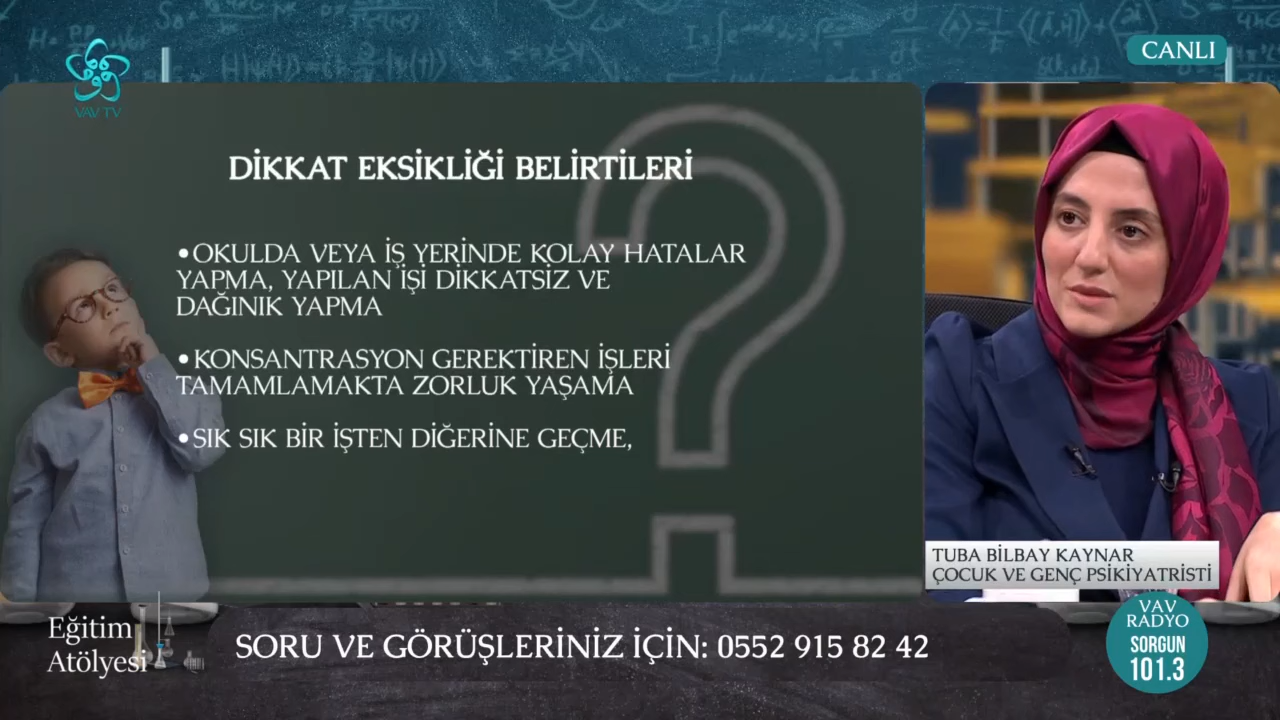 CANLI
VAV TV
DİKKAT EKSİKLİĞİ BELİRTİLERİ
•OKULDA VEYA İŞ YERİNDE KOLAY HATALAR
YAPMA, YAPILAN İŞİ DİKKATSİZ VE
DAĞINIK YAPMA
•KONSANTRASYON GEREKTİREN İŞLERİ
TAMAMLAMAKTA ZORLUK YAŞAMA
•SIK SIK BİR İŞTEN DİĞERİNE GEÇME,
TUBA BİLBAY KAYNAR
ÇOCUK VE GENÇ PSİKİYATRİSTİ
Eğitim
Atölyesi
SORU VE GÖRÜŞLERİNİZ İÇİN: 0552 915 82 42
VAV
RADYO
SORGUN
101.3